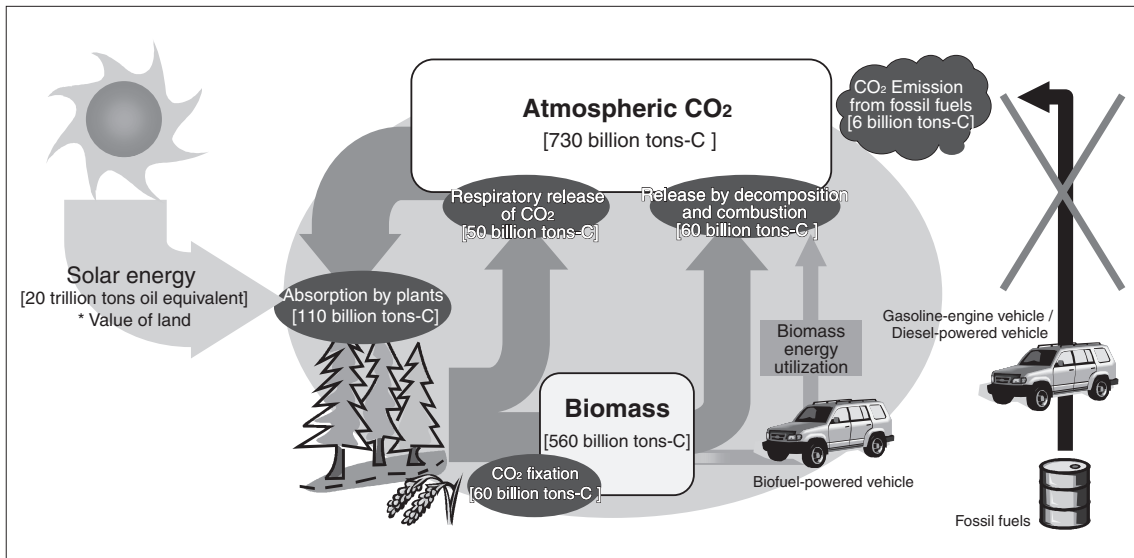 Atmospheric CO₂
[730 billion tons-C ]
CO₂ Emission
from fossil fuels
[6 billion tons-C]
Respiratory release
of CO₂
[50 billion tons-C]
Release by decomposition
and combustion
[60 billion tons-C ]
Solar energy
[20 trillion tons oil equivalent]
* Value of land
Absorption by plants
[110 billion tons-C]
Gasoline-engine vehicle /
Diesel-powered vehicle
Biomass
energy
utilization
Biomass
[560 billion tons-C]
CO₂ fixation
[60 billion tons-C ]
Biofuel-powered vehicle
Fossil fuels